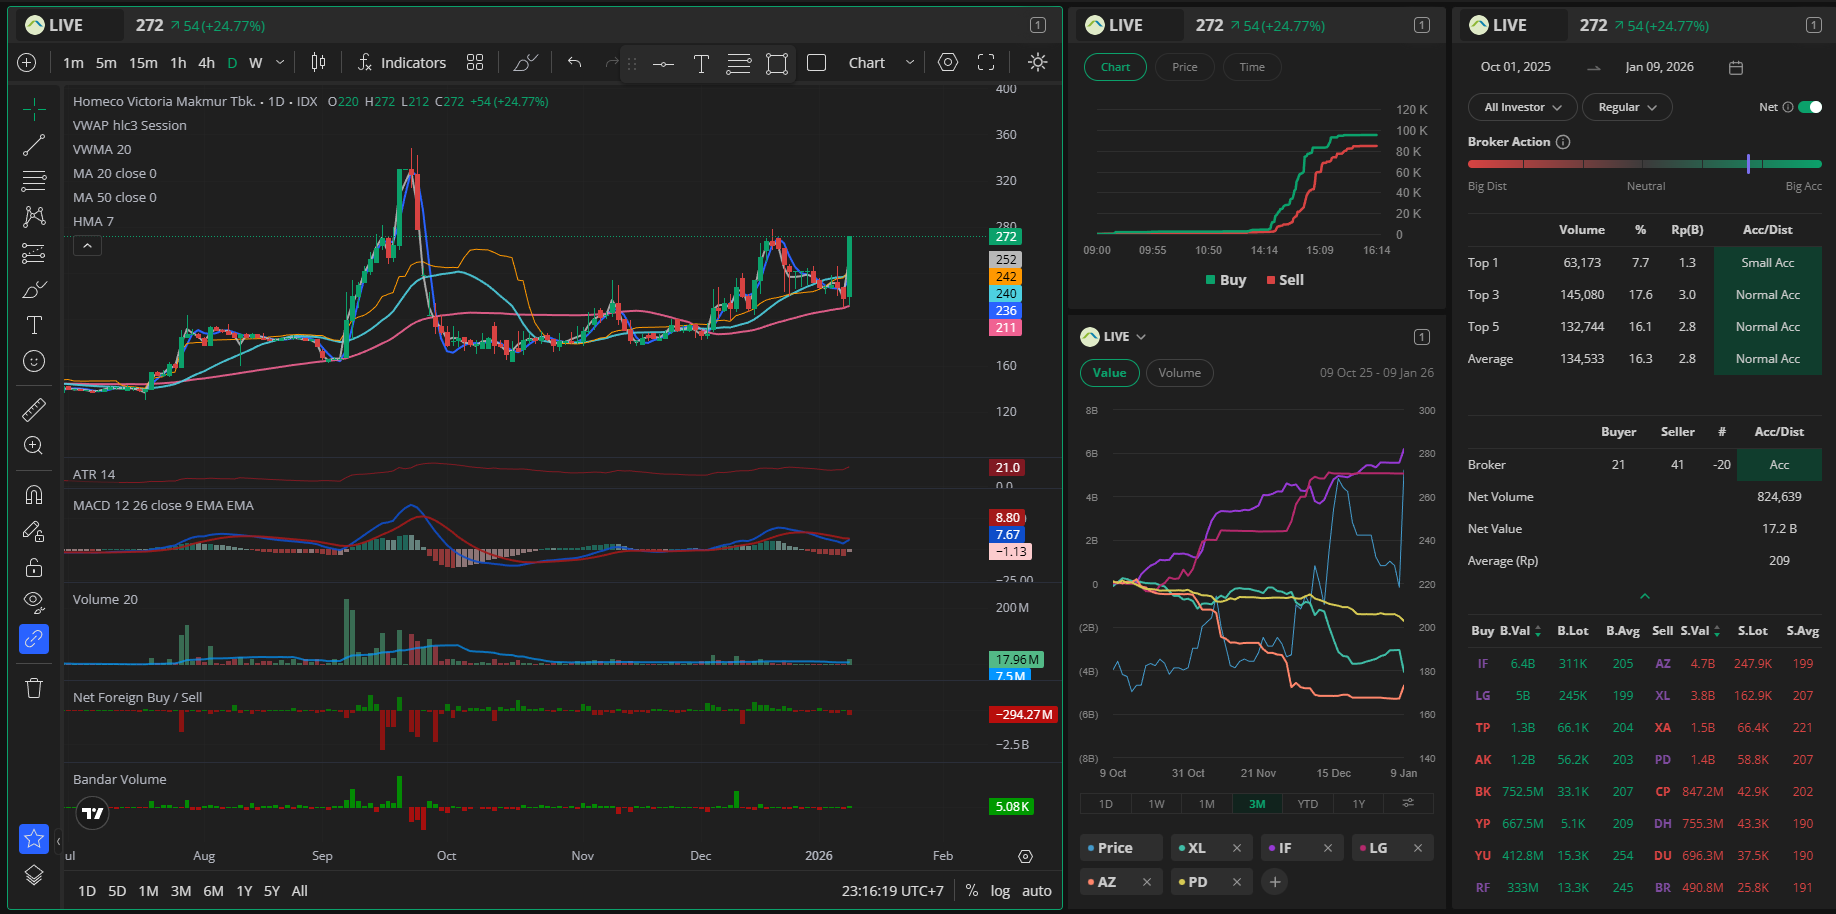 LIVE 272 54 (+24.77%) 1
1m 5m 15m 1h 4h D W Indicators T Chart
Homeco Victoria Makmur Tbk. · 1D · IDX O220 H272 L212 C272 +54 (+24.77%)
VWAP hlc3 Session
VWMA 20
MA 20 close 0
MA 50 close 0
HMA 7
400
360
320
280
272
252
242
240
236
211
160
120
ATR 14
21.0
0.0
MACD 12 26 close 9 EMA EMA
8.80
7.67
−1.13
−25.00
Volume 20
200M
17.96M
7.5M
Net Foreign Buy / Sell
−294.27M
−2.5B
Bandar Volume
5.08K
ul Aug Sep Oct Nov Dec 2026 Feb
1D 5D 1M 3M 6M 1Y 5Y All 23:16:19 UTC+7 % log auto
LIVE 272 54 (+24.77%) 1
Chart Price Time
120 K
100 K
80 K
60 K
40 K
20 K
0
09:00 09:55 10:50 14:14 15:09 16:14
Buy Sell
LIVE 1
Value Volume 09 Oct 25 - 09 Jan 26
8B 300
6B 280
4B 260
2B 240
0 220
(2B) 200
(4B) 180
(6B) 160
(8B) 140
9 Oct 31 Oct 21 Nov 15 Dec 9 Jan
1D 1W 1M 3M YTD 1Y
Price XL × IF × LG ×
AZ × PD × +
LIVE 272 54 (+24.77%) 1
Oct 01, 2025 Jan 09, 2026
All Investor Regular Net
Broker Action
Big Dist Neutral Big Acc
Volume % Rp(B) Acc/Dist
Top 1 63,173 7.7 1.3 Small Acc
Top 3 145,080 17.6 3.0 Normal Acc
Top 5 132,744 16.1 2.8 Normal Acc
Average 134,533 16.3 2.8 Normal Acc
Buyer Seller # Acc/Dist
Broker 21 41 -20 Acc
Net Volume 824,639
Net Value 17.2 B
Average (Rp) 209
Buy B.Val B.Lot B.Avg Sell S.Val S.Lot S.Avg
IF 6.4B 311K 205 AZ 4.7B 247.9K 199
LG 5B 245K 199 XL 3.8B 162.9K 207
TP 1.3B 66.1K 204 XA 1.5B 66.4K 221
AK 1.2B 56.2K 203 PD 1.4B 58.8K 207
BK 752.5M 33.1K 207 CP 847.2M 42.9K 202
YP 667.5M 5.1K 209 DH 755.3M 43.3K 190
YU 412.8M 15.3K 254 DU 696.3M 37.5K 190
RF 333M 13.3K 245 BR 490.8M 25.8K 191